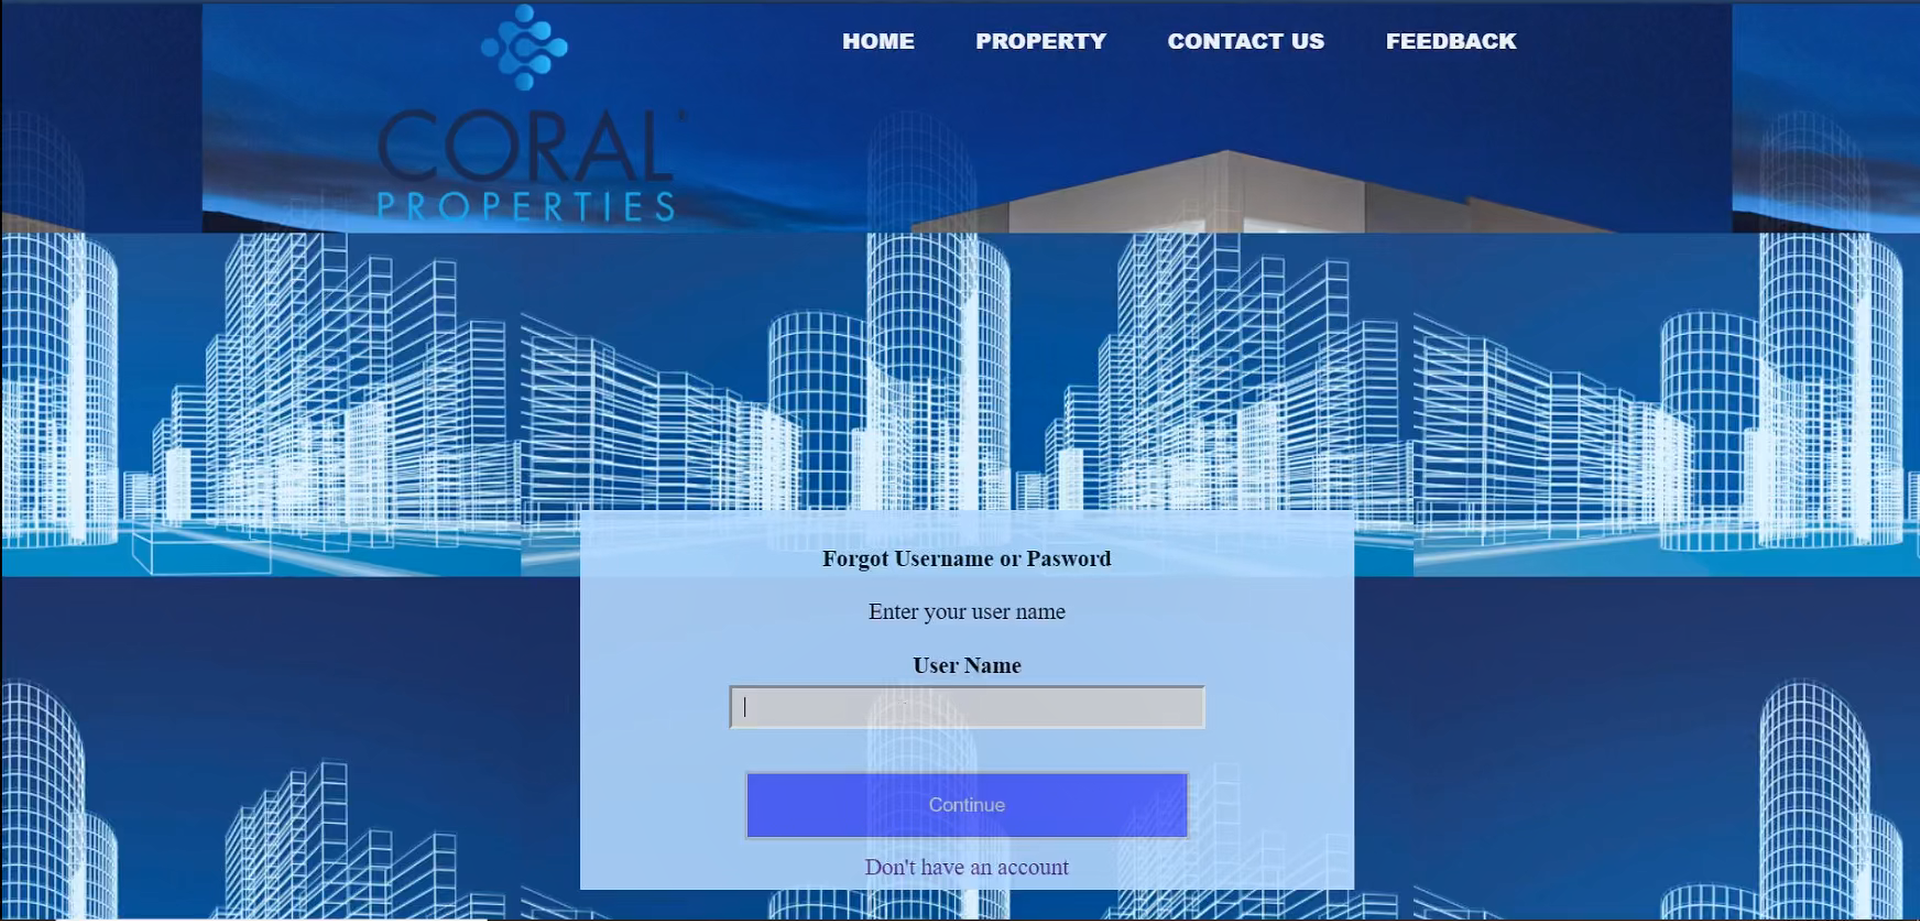 HOME PROPERTY CONTACT US FEEDBACK
CORAL
PROPERTIES
Forgot Username or Pasword
Enter your user name
User Name
Continue
Don't have an account